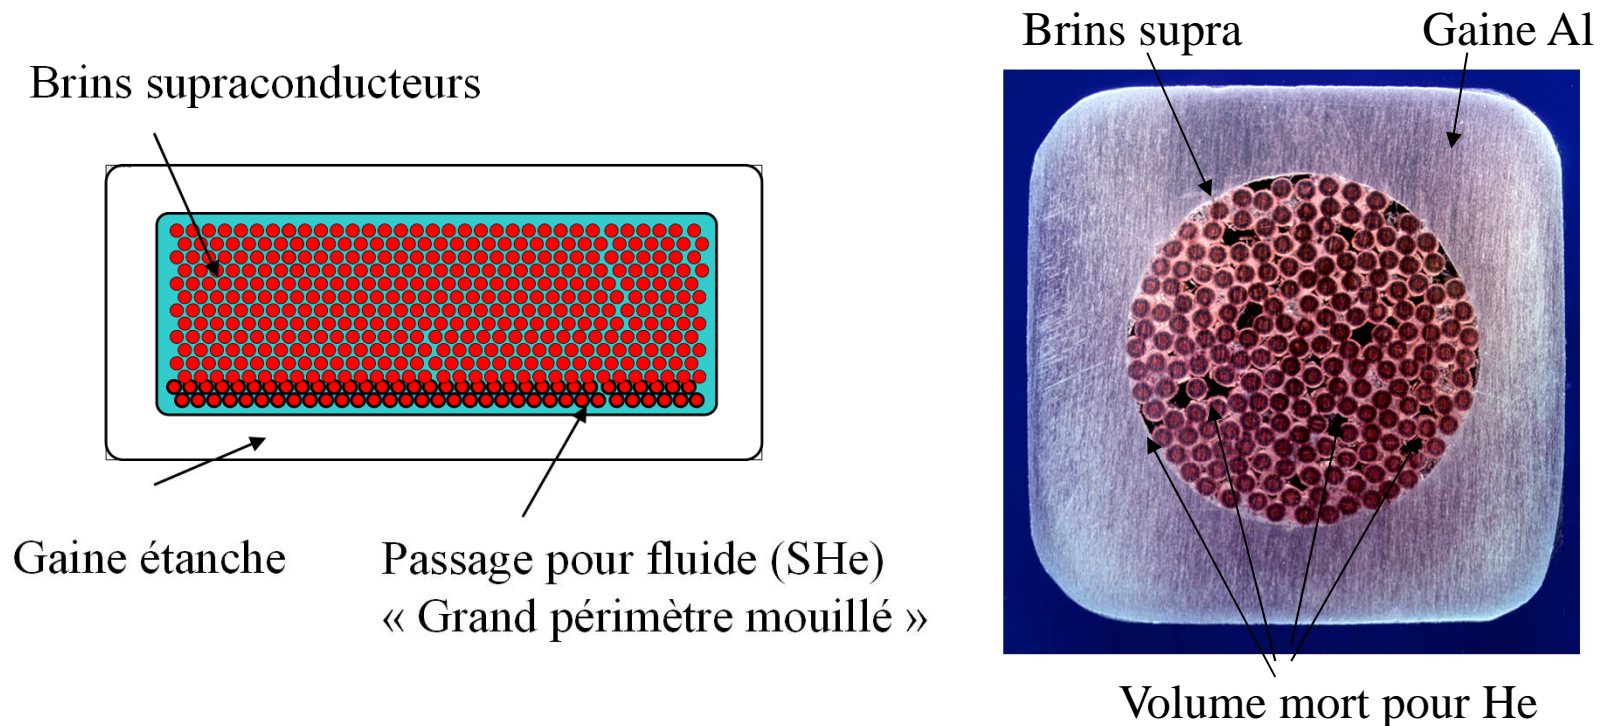 Brins supraconducteurs
Gaine étanche
Passage pour fluide (SHe)
« Grand périmètre mouillé »
Brins supra
Gaine Al
Volume mort pour He